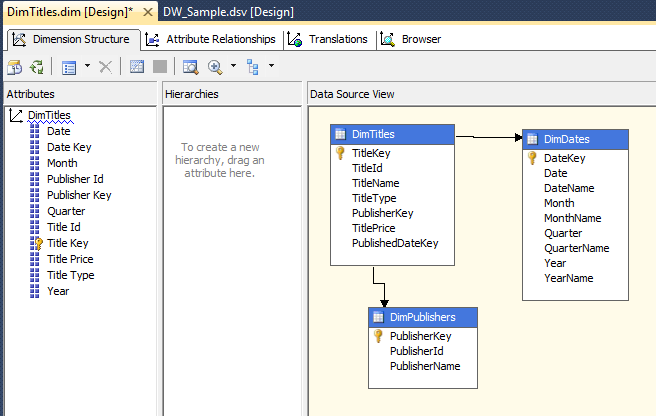 DimTitles.dim [Design]* DW_Sample.dsv [Design]
Dimension Structure Attribute Relationships Translations Browser
Attributes
DimTitles
Date
Date Key
Month
Publisher Id
Publisher Key
Quarter
Title Id
Title Key
Title Price
Title Type
Year
Hierarchies
To create a new
hierarchy, drag an
attribute here.
Data Source View
DimTitles
TitleKey
TitleId
TitleName
TitleType
PublisherKey
TitlePrice
PublishedDateKey
DimDates
DateKey
Date
DateName
Month
MonthName
Quarter
QuarterName
Year
YearName
DimPublishers
PublisherKey
PublisherId
PublisherName